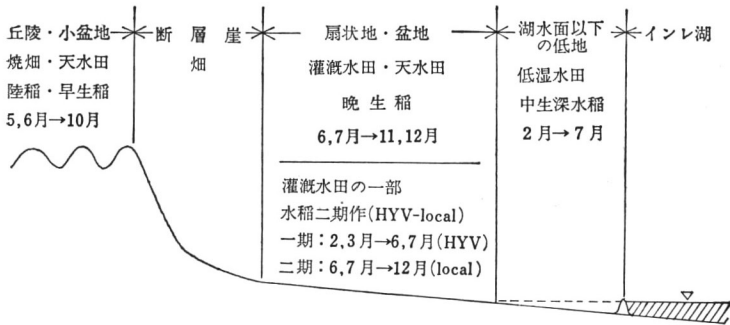 丘陵・小盆地
焼畑・天水田
陸稲・早生稲
5,6月→10月
断層崖
畑
扇状地・盆地
灌漑水田・天水田
晩生稲
6,7月→11,12月
灌漑水田の一部
水稲二期作(HYV-local)
一期：2,3月→6,7月(HYV)
二期：6,7月→12月(local)
湖水面以下
の低地
低湿水田
中生深水稲
2月→7月
インレ湖